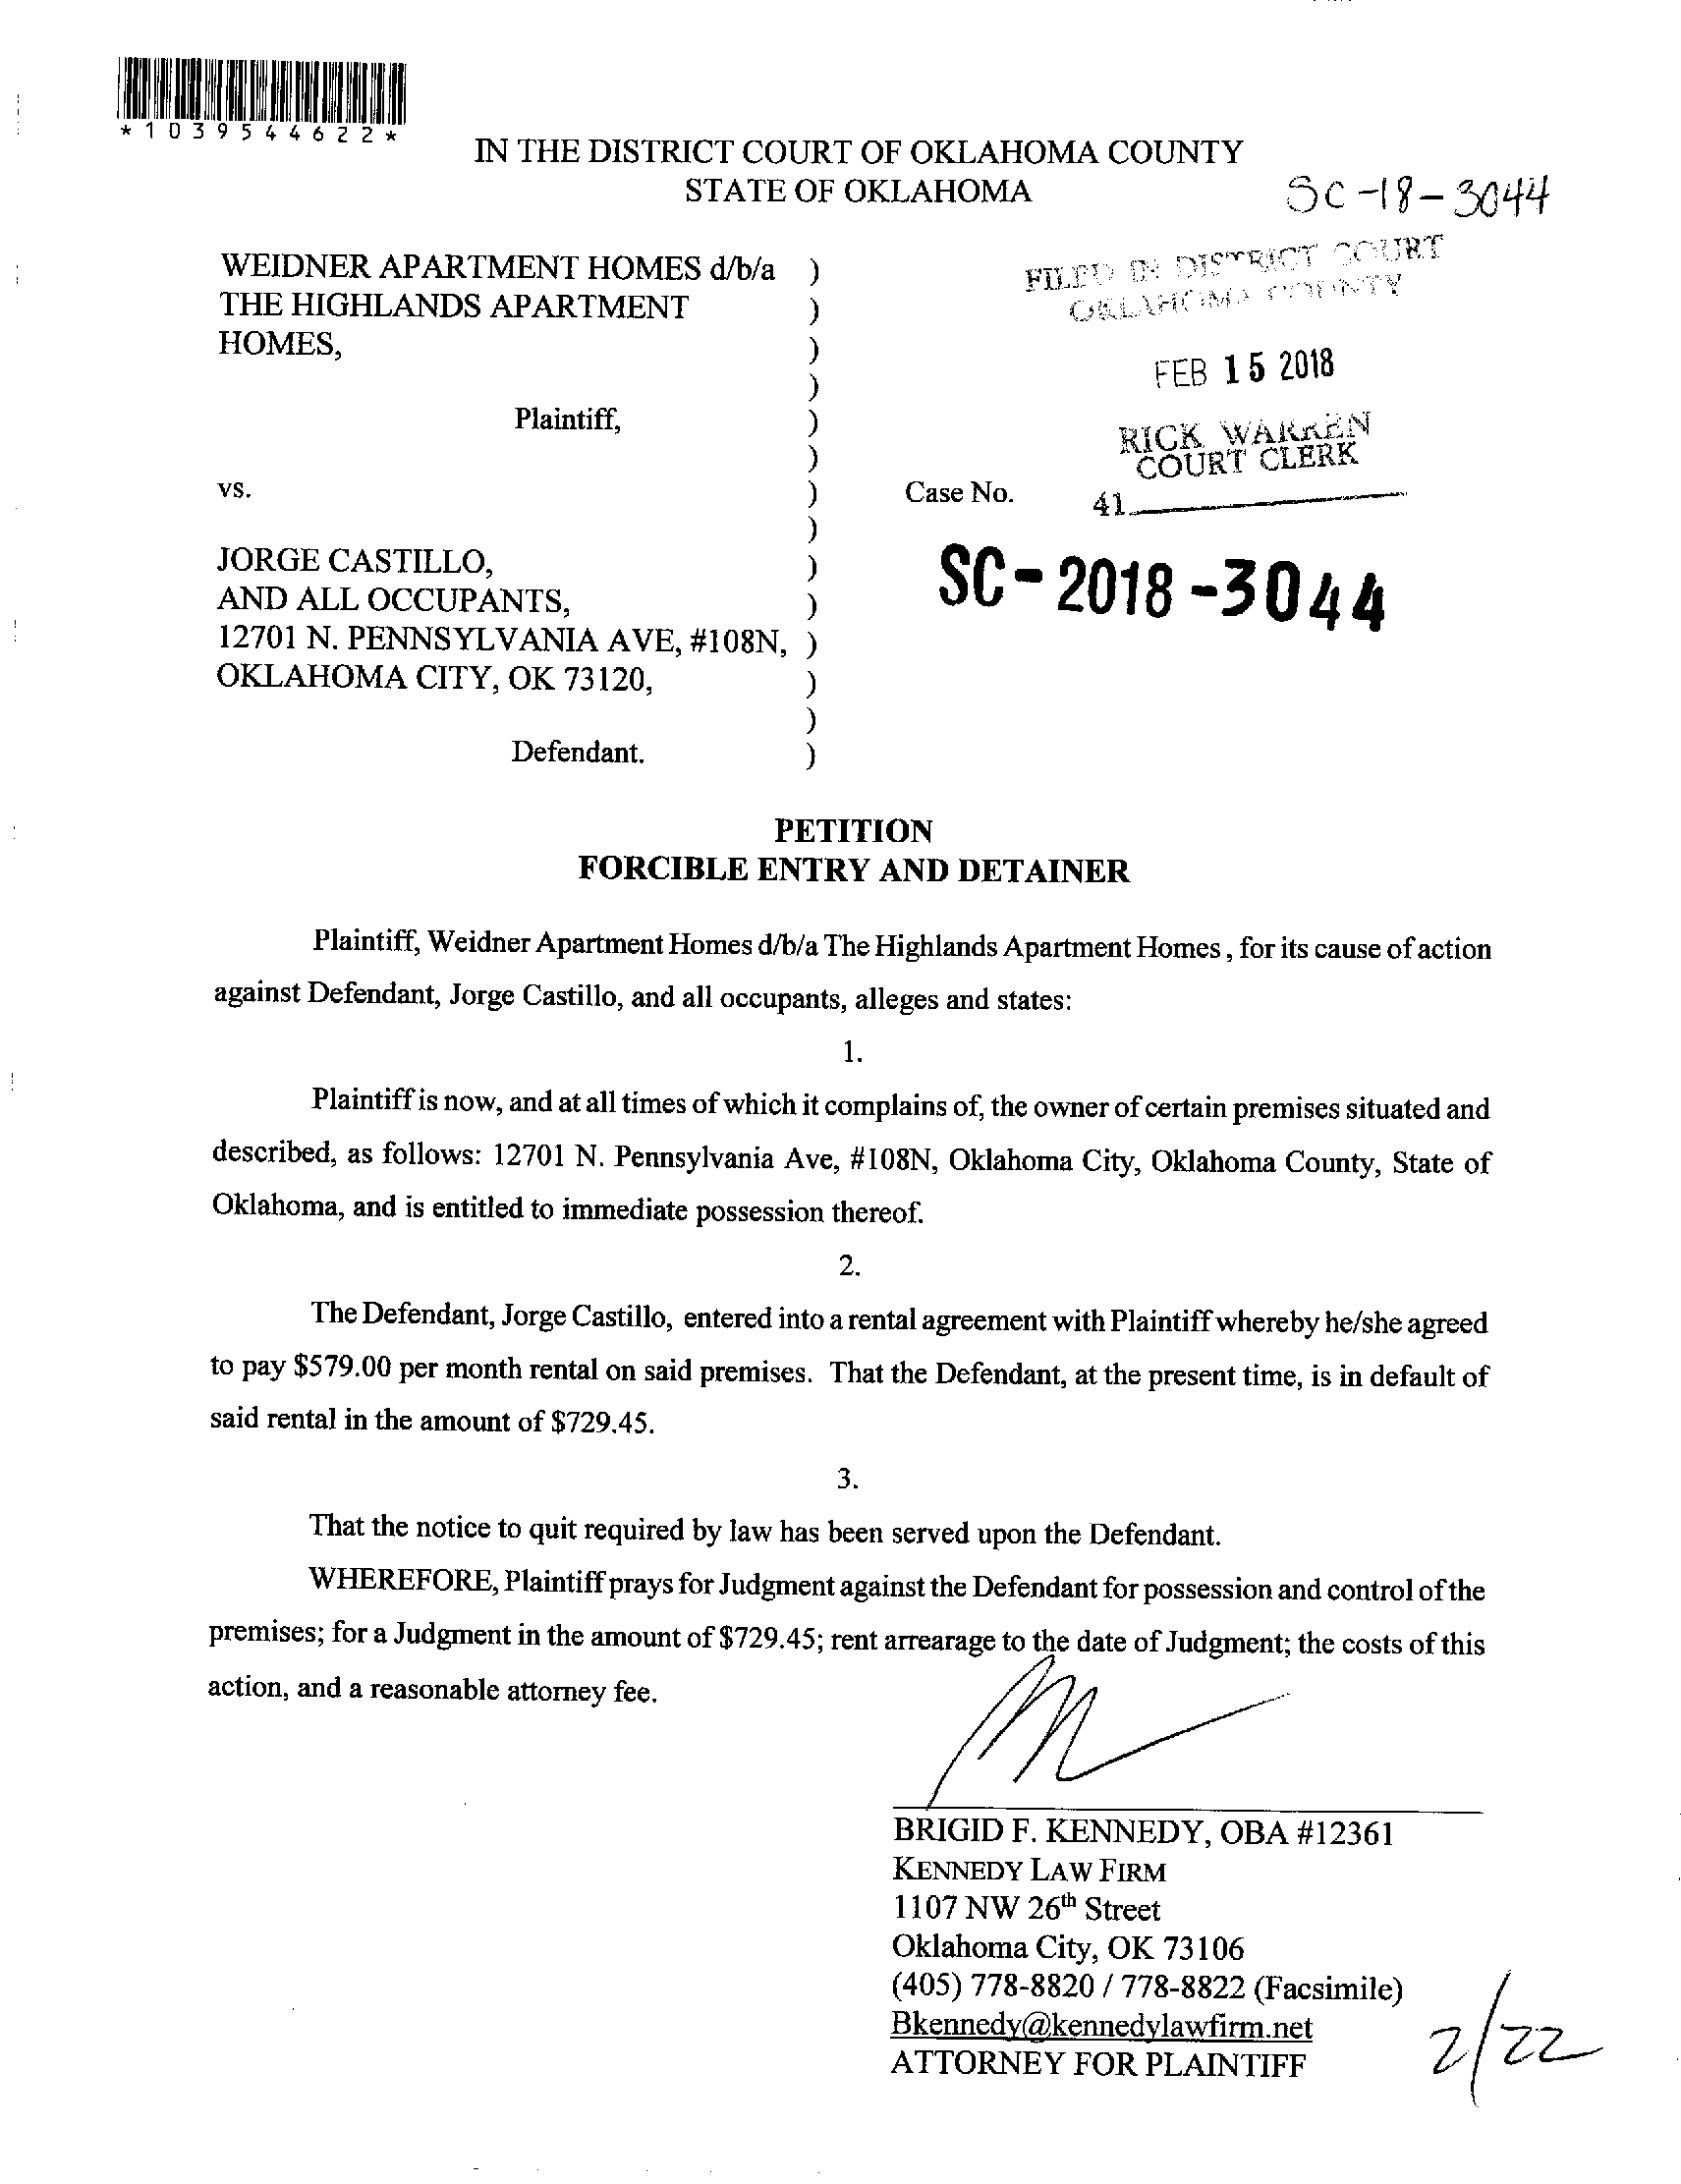 *1039544622*
IN THE DISTRICT COURT OF OKLAHOMA COUNTY
STATE OF OKLAHOMA
SC-18-3044
WEIDNER APARTMENT HOMES d/b/a )
THE HIGHLANDS APARTMENT )
HOMES, )
)
Plaintiff, )
)
vs. )
)
JORGE CASTILLO, )
AND ALL OCCUPANTS, )
12701 N. PENNSYLVANIA AVE, #108N, )
OKLAHOMA CITY, OK 73120, )
)
Defendant. )
FILED IN DISTRICT COURT
OKLAHOMA COUNTY
FEB 15 2018
RICK WARREN
COURT CLERK
Case No. 41
SC-2018-3044
PETITION
FORCIBLE ENTRY AND DETAINER
Plaintiff, Weidner Apartment Homes d/b/a The Highlands Apartment Homes , for its cause of action
against Defendant, Jorge Castillo, and all occupants, alleges and states:
1.
Plaintiff is now, and at all times of which it complains of, the owner of certain premises situated and
described, as follows: 12701 N. Pennsylvania Ave, #108N, Oklahoma City, Oklahoma County, State of
Oklahoma, and is entitled to immediate possession thereof.
2.
The Defendant, Jorge Castillo, entered into a rental agreement with Plaintiff whereby he/she agreed
to pay $579.00 per month rental on said premises. That the Defendant, at the present time, is in default of
said rental in the amount of $729.45.
3.
That the notice to quit required by law has been served upon the Defendant.
WHEREFORE, Plaintiff prays for Judgment against the Defendant for possession and control of the
premises; for a Judgment in the amount of $729.45; rent arrearage to the date of Judgment; the costs of this
action, and a reasonable attorney fee.
BRIGID F. KENNEDY, OBA #12361
KENNEDY LAW FIRM
1107 NW 26th Street
Oklahoma City, OK 73106
(405) 778-8820 / 778-8822 (Facsimile)
Bkennedy@kennedylawfirm.net
ATTORNEY FOR PLAINTIFF
2/22